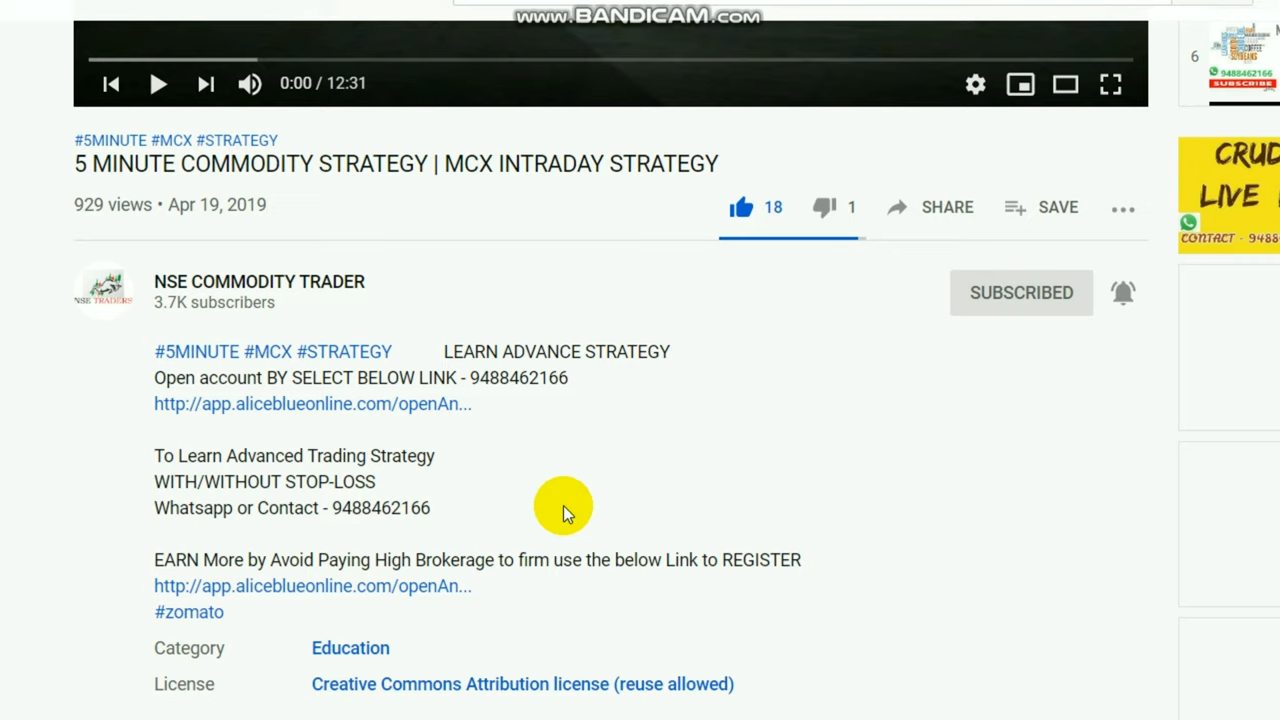 www.BANDICAM.com
0:00 / 12:31
#5MINUTE #MCX #STRATEGY
5 MINUTE COMMODITY STRATEGY | MCX INTRADAY STRATEGY
929 views • Apr 19, 2019
18 1 SHARE SAVE
NSE COMMODITY TRADER
3.7K subscribers
SUBSCRIBED
NSE TRADERS
#5MINUTE #MCX #STRATEGY LEARN ADVANCE STRATEGY
Open account BY SELECT BELOW LINK - 9488462166
http://app.aliceblueonline.com/openAn...
To Learn Advanced Trading Strategy
WITH/WITHOUT STOP-LOSS
Whatsapp or Contact - 9488462166
EARN More by Avoid Paying High Brokerage to firm use the below Link to REGISTER
http://app.aliceblueonline.com/openAn...
#zomato
Category Education
License Creative Commons Attribution license (reuse allowed)
6
9488462166
SUBSCRIBE
CRUD
LIVE
CONTACT - 9488